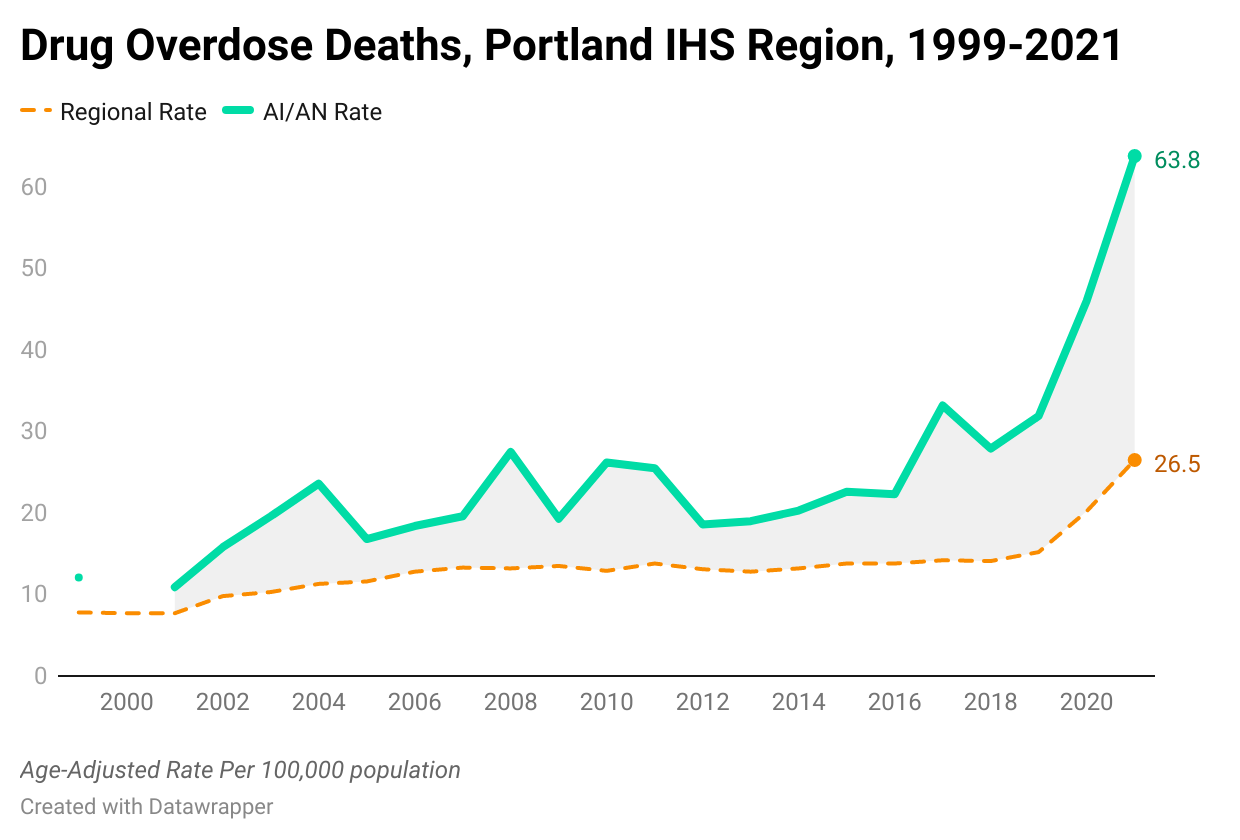 Drug Overdose Deaths, Portland IHS Region, 1999-2021
Regional Rate AI/AN Rate
63.8
60
50
40
30
26.5
20
10
0
2000 2002 2004 2006 2008 2010 2012 2014 2016 2018 2020
Age-Adjusted Rate Per 100,000 population
Created with Datawrapper